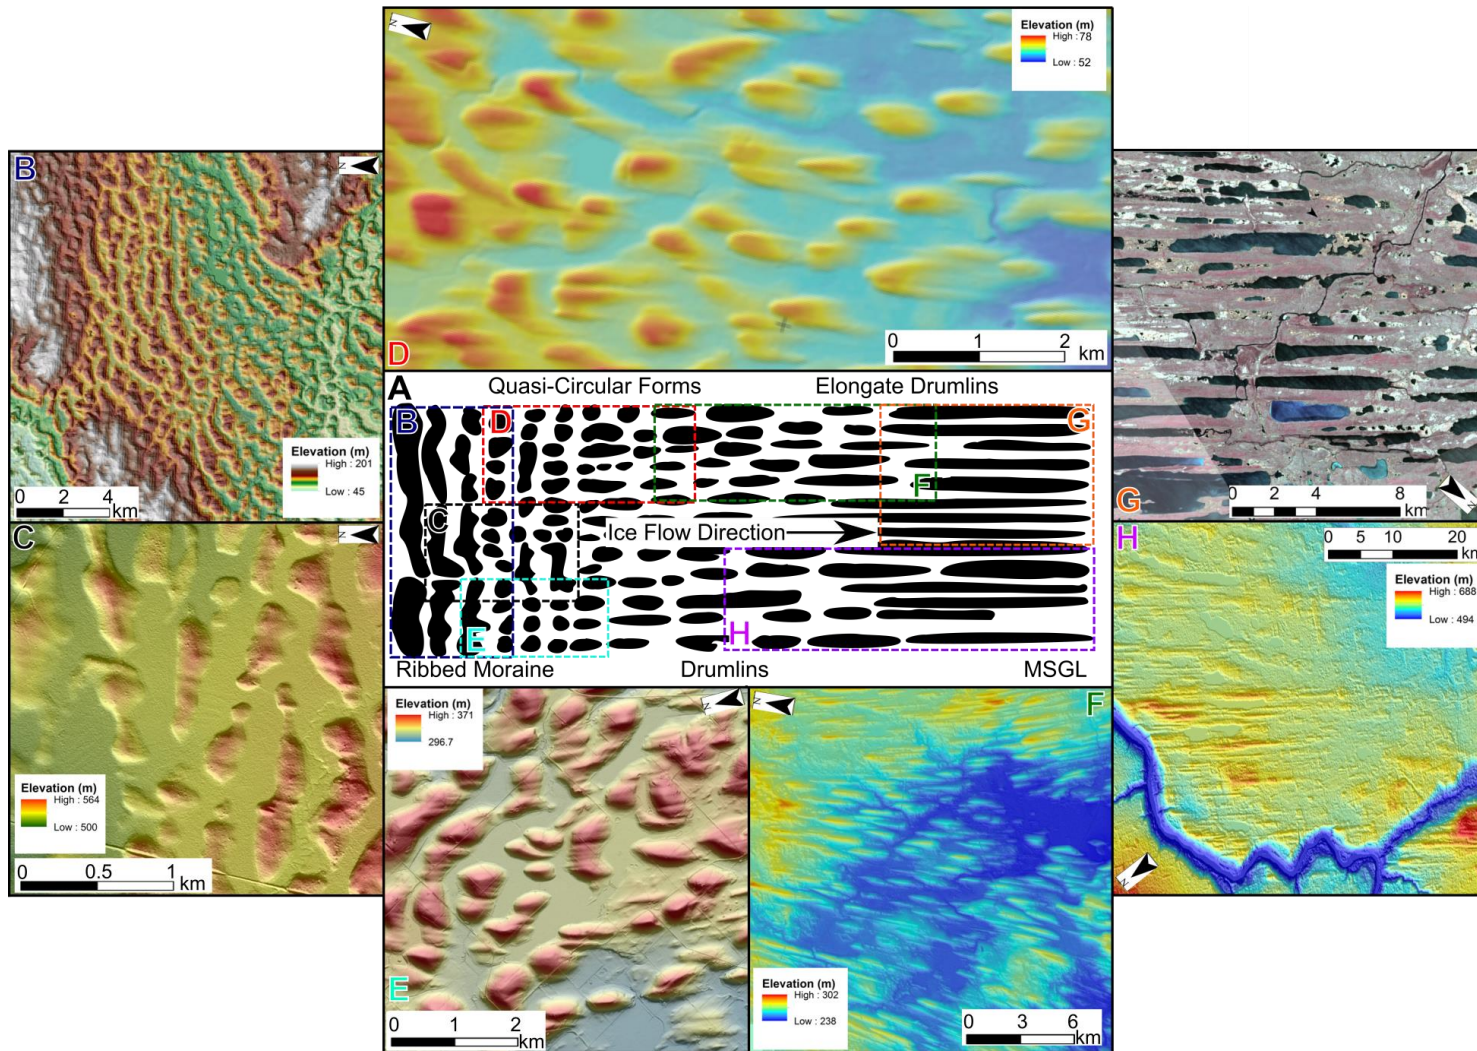 N
Elevation (m)
High : 78
Low : 52
D
0 1 2
km
B
N
Elevation (m)
High : 201
Low : 45
0 2 4
km
N
G
0 2 4 8
km
A
Quasi-Circular Forms
Elongate Drumlins
B
D
G
F
C
Ice Flow Direction
E
H
Ribbed Moraine
Drumlins
MSGL
C
N
Elevation (m)
High : 564
Low : 500
0 0.5 1
km
H
0 5 10 20
km
Elevation (m)
High : 688
Low : 494
N
Elevation (m)
High : 371
296.7
N
E
0 1 2
km
N
F
Elevation (m)
High : 302
Low : 238
0 3 6
km